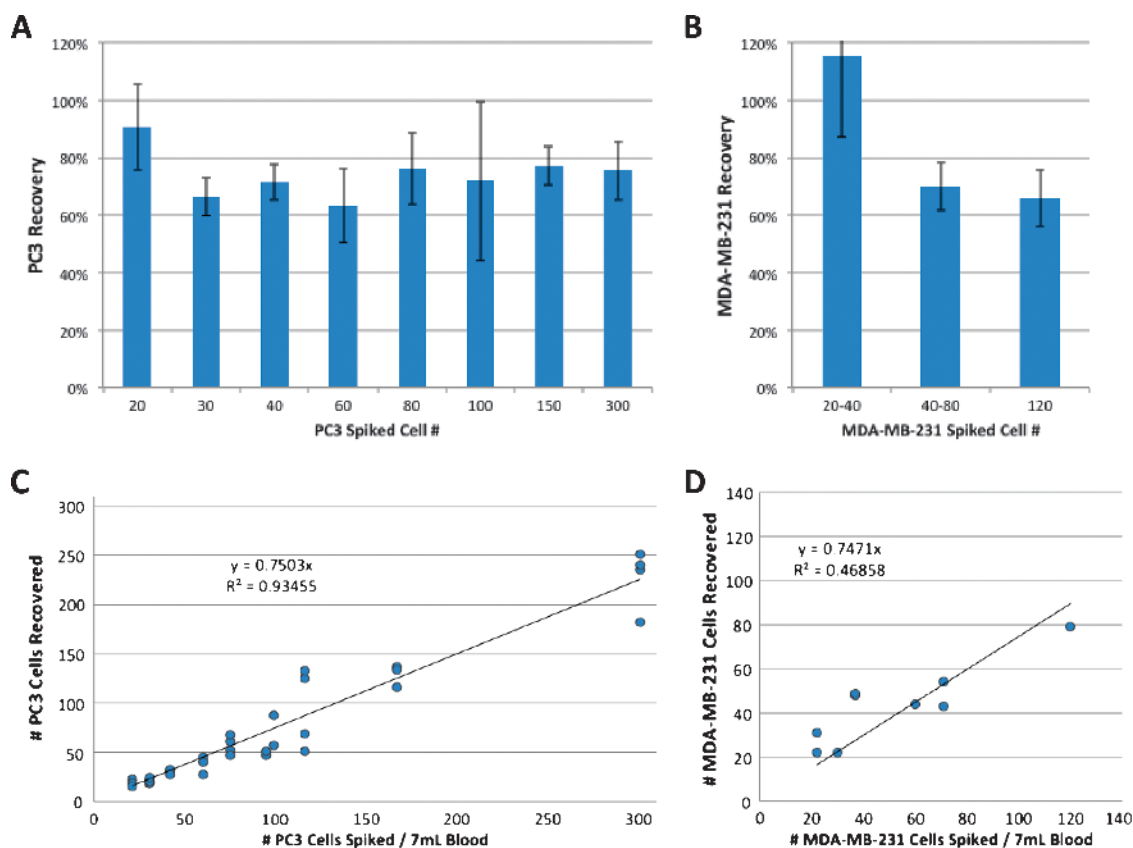 A
120%
100%
80%
60%
40%
20%
0%
PC3 Recovery
20 30 40 60 80 100 150 300
PC3 Spiked Cell #
B
120%
100%
80%
60%
40%
20%
0%
MDA-MB-231 Recovery
20-40 40-80 120
MDA-MB-231 Spiked Cell #
C
300
250
200
150
100
50
0
# PC3 Cells Recovered
y = 0.7503x
R² = 0.93455
0 50 100 150 200 250 300
# PC3 Cells Spiked / 7mL Blood
D
140
120
100
80
60
40
20
0
# MDA-MB-231 Cells Recovered
y = 0.7471x
R² = 0.46858
0 20 40 60 80 100 120 140
# MDA-MB-231 Cells Spiked / 7mL Blood